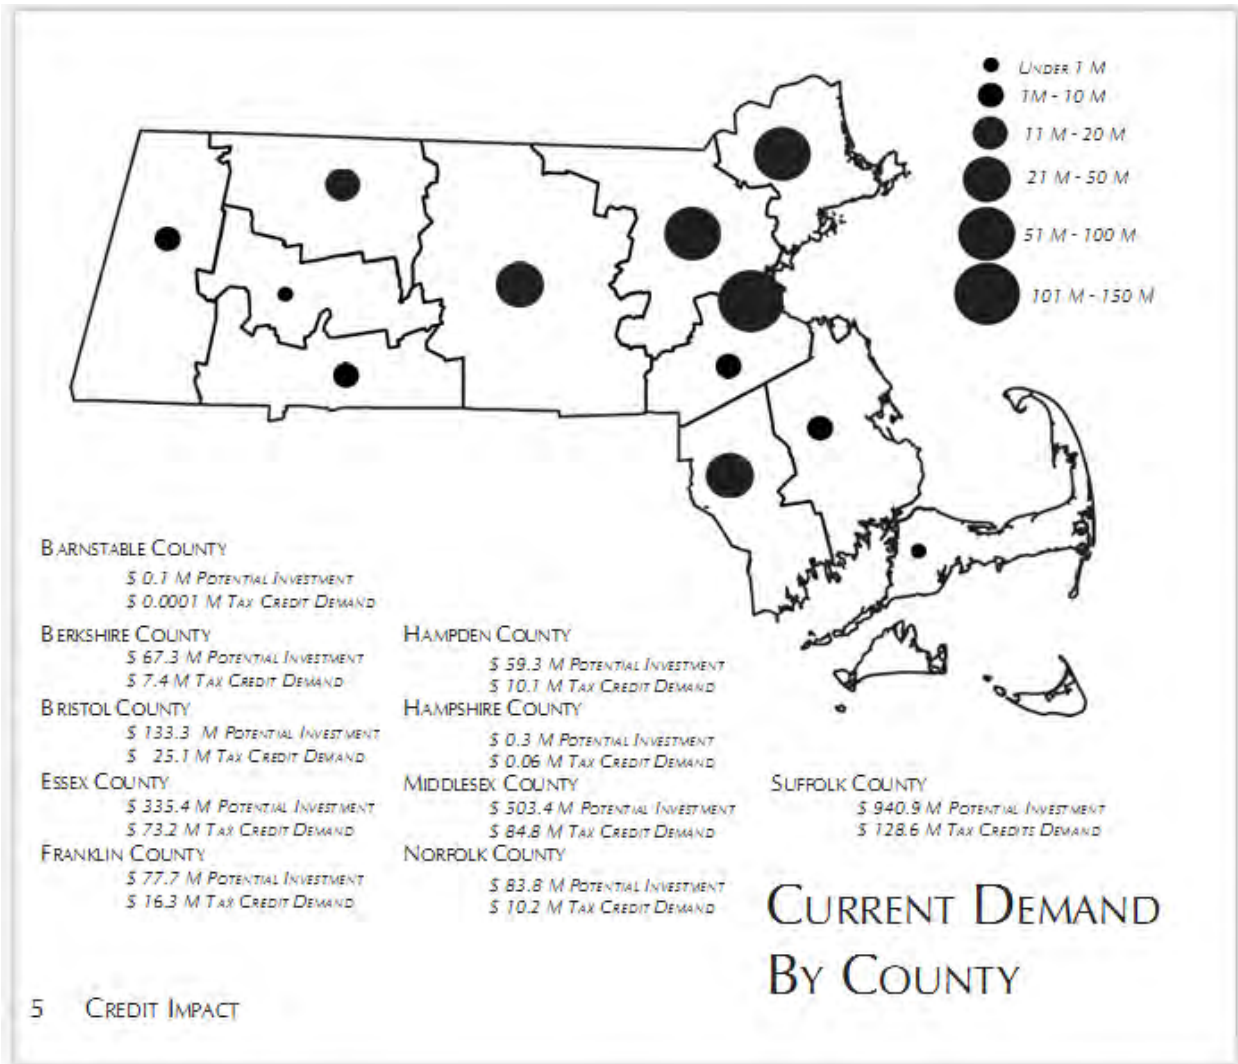 UNDER 1 M
1M - 10 M
11 M - 20 M
21 M - 50 M
51 M - 100 M
101 M - 150 M
BARNSTABLE COUNTY
$ 0.1 M POTENTIAL INVESTMENT
$ 0.0001 M TAX CREDIT DEMAND
BERKSHIRE COUNTY
$ 67.3 M POTENTIAL INVESTMENT
$ 7.4 M TAX CREDIT DEMAND
BRISTOL COUNTY
$ 133.3 M POTENTIAL INVESTMENT
$ 25.1 M TAX CREDIT DEMAND
ESSEX COUNTY
$ 335.4 M POTENTIAL INVESTMENT
$ 73.2 M TAX CREDIT DEMAND
FRANKLIN COUNTY
$ 77.7 M POTENTIAL INVESTMENT
$ 16.3 M TAX CREDIT DEMAND
HAMPDEN COUNTY
$ 59.3 M POTENTIAL INVESTMENT
$ 10.1 M TAX CREDIT DEMAND
HAMPSHIRE COUNTY
$ 0.3 M POTENTIAL INVESTMENT
$ 0.06 M TAX CREDIT DEMAND
MIDDLESEX COUNTY
$ 503.4 M POTENTIAL INVESTMENT
$ 84.8 M TAX CREDIT DEMAND
NORFOLK COUNTY
$ 83.8 M POTENTIAL INVESTMENT
$ 10.2 M TAX CREDIT DEMAND
SUFFOLK COUNTY
$ 940.9 M POTENTIAL INVESTMENT
$ 128.6 M TAX CREDITS DEMAND
CURRENT DEMAND
BY COUNTY
5 CREDIT IMPACT